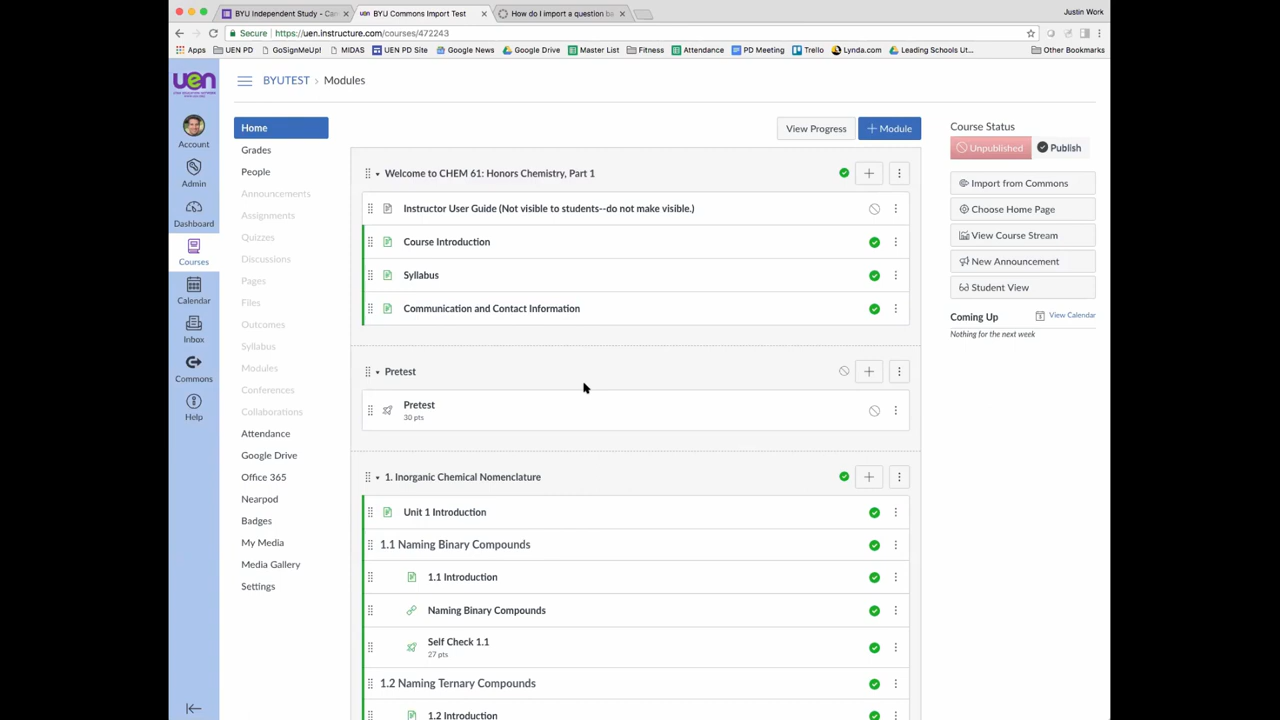 BYU Independent Study - Can
BYU Commons Import Test
How do I import a question ba
Justin Work
Secure
https://uen.instructure.com/courses/472243
Apps
UEN PD
GoSignMeUp!
MIDAS
UEN PD Site
Google News
Google Drive
Master List
Fitness
Attendance
PD Meeting
Trello
Lynda.com
Leading Schools Ut...
Other Bookmarks
uen
Account
Admin
Dashboard
Courses
Calendar
Inbox
Commons
Help
BYUTEST › Modules
Home
Grades
People
Announcements
Assignments
Quizzes
Discussions
Pages
Files
Outcomes
Syllabus
Modules
Conferences
Collaborations
Attendance
Google Drive
Office 365
Nearpod
Badges
My Media
Media Gallery
Settings
View Progress
+ Module
Welcome to CHEM 61: Honors Chemistry, Part 1
Instructor User Guide (Not visible to students--do not make visible.)
Course Introduction
Syllabus
Communication and Contact Information
Pretest
Pretest
30 pts
1. Inorganic Chemical Nomenclature
Unit 1 Introduction
1.1 Naming Binary Compounds
1.1 Introduction
Naming Binary Compounds
Self Check 1.1
27 pts
1.2 Naming Ternary Compounds
1.2 Introduction
Course Status
Unpublished
Publish
Import from Commons
Choose Home Page
View Course Stream
New Announcement
Student View
Coming Up
View Calendar
Nothing for the next week